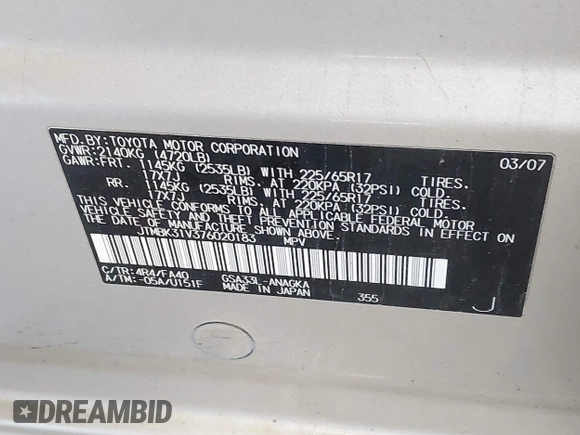 MFD.BY:TOYOTA MOTOR CORPORATION 03/07
GVWR:2140KG (4720LB)
GAWR:FRT. 1145KG (2535LB) WITH 225/65R17 TIRES.
17X7J RIMS. AT 220KPA (32PSI) COLD.
RR. 1145KG (2535LB) WITH 225/65R17 TIRES.
17X7J RIMS. AT 220KPA (32PSI) COLD.
THIS VEHICLE CONFORMS TO ALL APPLICABLE FEDERAL MOTOR
VEHICLE SAFETY AND THEFT PREVENTION STANDARDS IN EFFECT ON
THE DATE OF MANUFACTURE SHOWN ABOVE.
JTMBK31V376020183 MPV
C/TR:4R4/FA40 GSA33L-ANAGKA
A/TM:-05A/U151F MADE IN JAPAN 355 J
DREAMBID